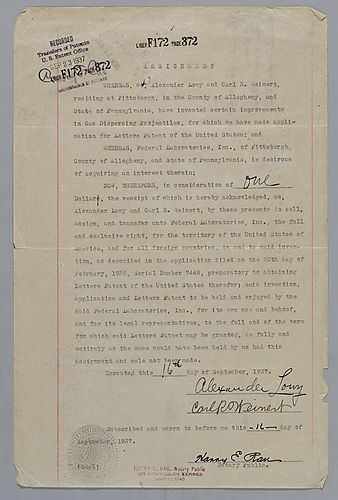 RECORDED
Transfers of Patents
U. S. Patent Office
SEP 23 1937
LIBER F172 PAGE 872
LIBER F172 PAGE 872
COMMISSIONER OF PATENTS
ASSIGNMENT
WHEREAS, we, Alexander Lowy and Carl R. Weinert,
residing at Pittsburgh, in the County of Allegheny, and
State of Pennsylvania, have invented certain improvements
in Gas Dispersing Projectiles, for which we have made appli-
cation for Letters Patent of the United States; and
WHEREAS, Federal Laboratories, Inc., of Pittsburgh,
County of Allegheny, and State of Pennsylvania, is desirous
of acquiring an interest therein;
NOW, THEREFORE, in consideration of One
Dollar, the receipt of which is hereby acknowledged, we,
Alexander Lowy and Carl R. Weinert, by these presents do sell,
assign, and transfer unto Federal Laboratories, Inc., the full
and exclusive right, for the territory of the United States of
America, and for all foreign countries, in and to said inven-
tion, as described in the application filed on the 20th day of
February, 1935, Serial Number 7448, preparatory to obtaining
Letters Patent of the United States therefor; said invention,
Application and Letters Patent to be held and enjoyed by the
said Federal Laboratories, Inc., for its own use and behoof,
and for its legal representatives, to the full end of the term
for which said Letters Patent may be granted, as fully and
entirely as the same would have been held by us had this
Assignment and sale not been made.
Executed this 16th day of September, 1937.
Alexander Lowy
Carl R Weinert
Subscribed and sworn to before me this 16 day of
September, 1937.
Harry E. Rau
(Seal)
HARRY E. RAU, Notary Public
Notary Public.
MY COMMISSION EXPIRES